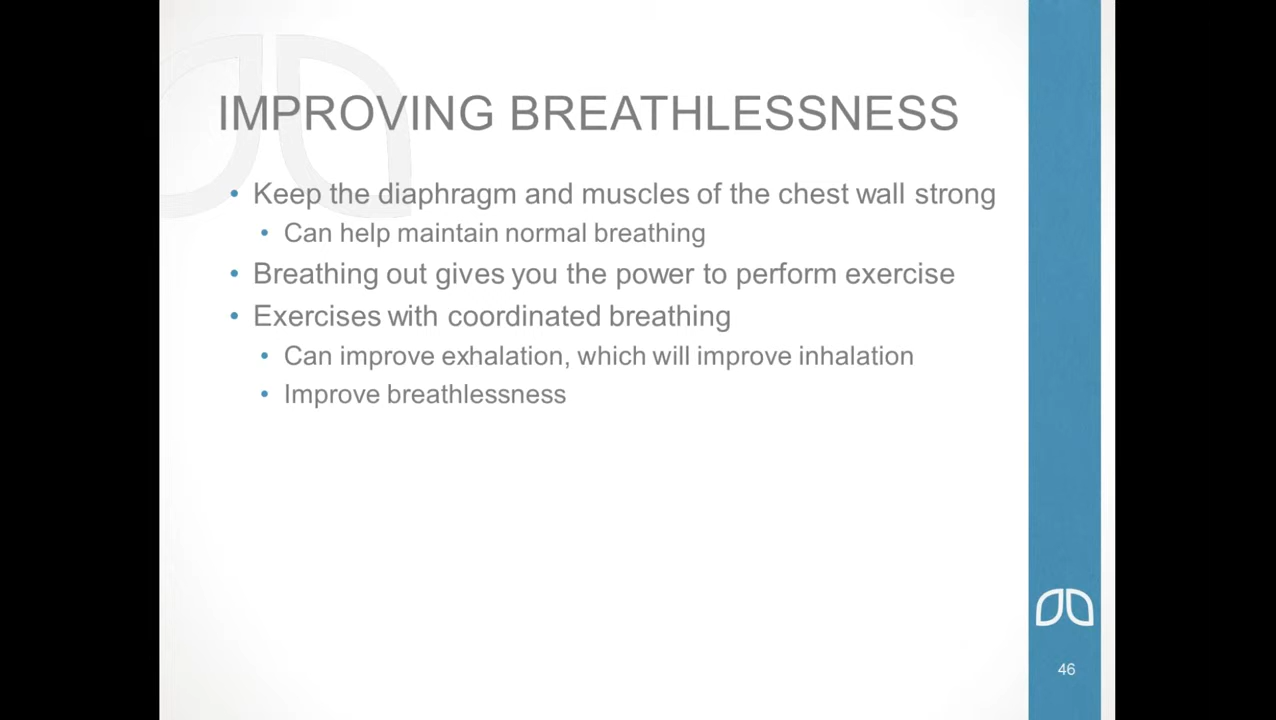 IMPROVING BREATHLESSNESS
• Keep the diaphragm and muscles of the chest wall strong
• Can help maintain normal breathing
• Breathing out gives you the power to perform exercise
• Exercises with coordinated breathing
• Can improve exhalation, which will improve inhalation
• Improve breathlessness
46